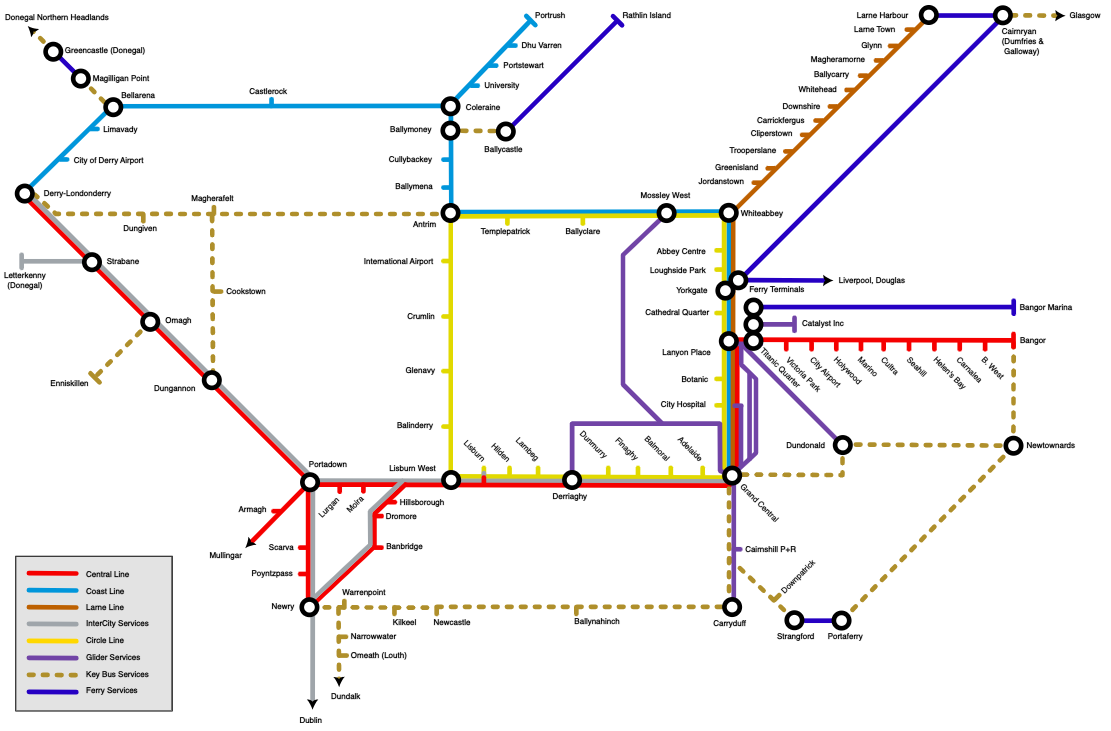 Donegal Northern Headlands
Greencastle (Donegal)
Magilligan Point
Bellarena
Castlerock
Limavady
City of Derry Airport
Derry-Londonderry
Portrush
Dhu Varren
Portstewart
University
Coleraine
Rathlin Island
Ballymoney
Ballycastle
Cullybackey
Ballymena
Antrim
Magherafelt
Dungiven
Cookstown
Letterkenny
(Donegal)
Strabane
Omagh
Enniskillen
Dungannon
Larne Harbour
Larne Town
Glynn
Magheramorne
Ballycarry
Whitehead
Downshire
Carrickfergus
Cliperstown
Trooperslane
Greenisland
Jordanstown
Cairnryan
(Dumfries &
Galloway)
Glasgow
Mossley West
Whiteabbey
Templepatrick
Ballyclare
International Airport
Crumlin
Glenavy
Balinderry
Abbey Centre
Loughside Park
Yorkgate
Ferry Terminals
Liverpool, Douglas
Cathedral Quarter
Bangor Marina
Catalyst Inc
Lanyon Place
Bangor
Titanic Quarter
Victoria Park
City Airport
Holywood
Marino
Cultra
Seahill
Helen's Bay
Carnalea
B. West
Botanic
City Hospital
Dundonald
Newtownards
Portadown
Lisburn West
Lisburn
Hilden
Lambeg
Dunmurry
Finaghy
Balmoral
Adelaide
Derriaghy
Grand Central
Lurgan
Moira
Hillsborough
Dromore
Banbridge
Armagh
Mullingar
Scarva
Poyntzpass
Newry
Warrenpoint
Kilkeel
Newcastle
Ballynahinch
Narrowwater
Omeath (Louth)
Dundalk
Dublin
Cairnshill P+R
Downpatrick
Carryduff
Strangford
Portaferry
Central Line
Coast Line
Larne Line
InterCity Services
Circle Line
Glider Services
Key Bus Services
Ferry Services